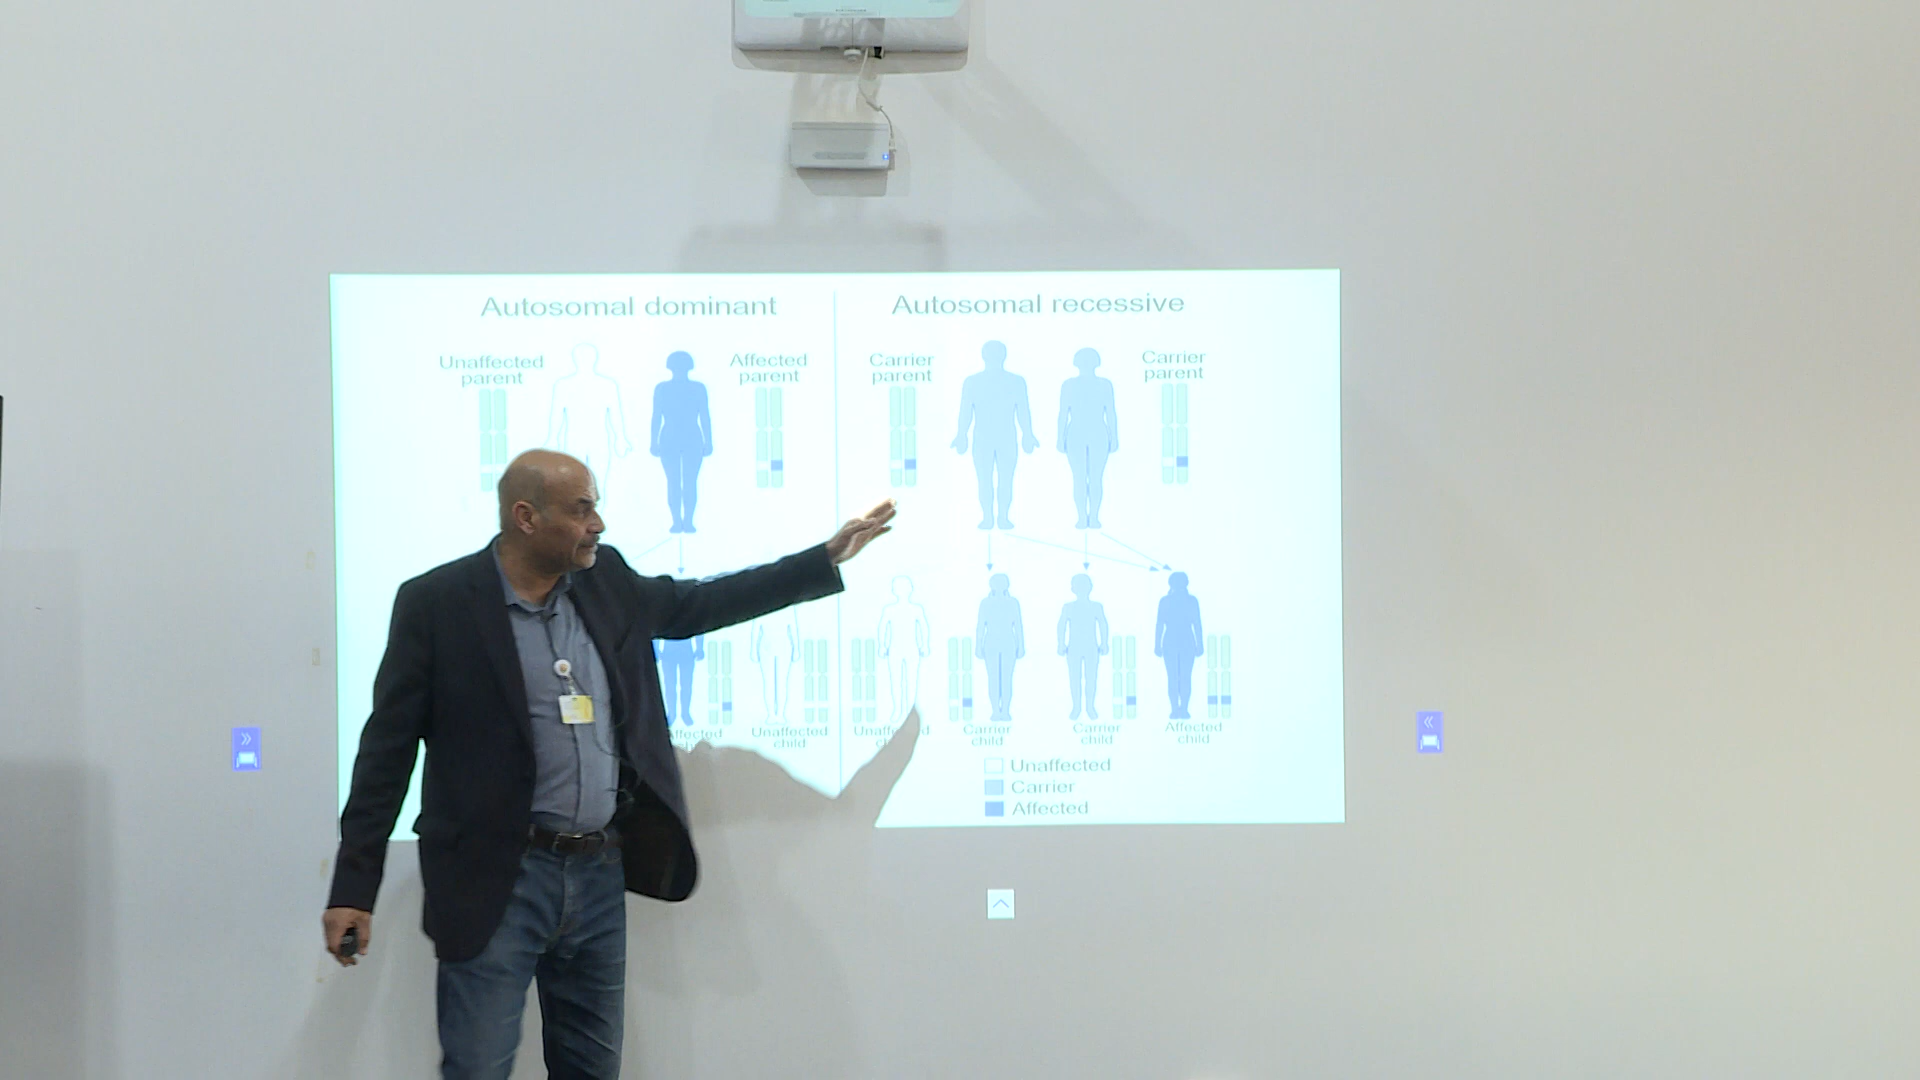 Autosomal dominant
Unaffected
parent
Affected
parent
Affected
Unaffected
child
Autosomal recessive
Carrier
parent
Carrier
parent
Carrier
child
Carrier
child
Affected
child
Unaffected
Carrier
Affected